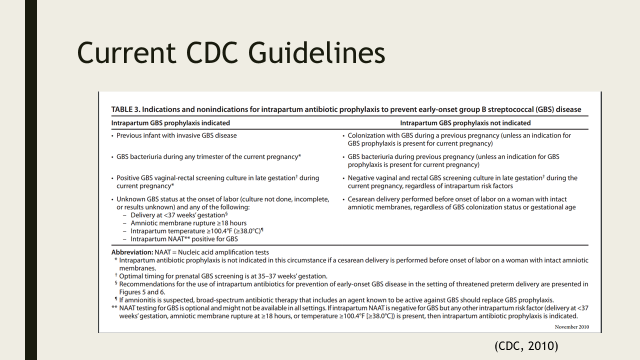 Current CDC Guidelines
TABLE 3. Indications and nonindications for intrapartum antibiotic prophylaxis to prevent early-onset group B streptococcal (GBS) disease
Intrapartum GBS prophylaxis indicated
Intrapartum GBS prophylaxis not indicated
• Previous infant with invasive GBS disease
• Colonization with GBS during a previous pregnancy (unless an indication for
GBS prophylaxis is present for current pregnancy)
• GBS bacteriuria during any trimester of the current pregnancy*
• GBS bacteriuria during previous pregnancy (unless an indication for GBS
prophylaxis is present for current pregnancy)
• Positive GBS vaginal-rectal screening culture in late gestation† during
current pregnancy*
• Negative vaginal and rectal GBS screening culture in late gestation† during the
current pregnancy, regardless of intrapartum risk factors
• Unknown GBS status at the onset of labor (culture not done, incomplete,
or results unknown) and any of the following:
– Delivery at <37 weeks' gestation§
– Amniotic membrane rupture ≥18 hours
– Intrapartum temperature ≥100.4°F (≥38.0°C)¶
– Intrapartum NAAT** positive for GBS
• Cesarean delivery performed before onset of labor on a woman with intact
amniotic membranes, regardless of GBS colonization status or gestational age
Abbreviation: NAAT = Nucleic acid amplification tests
* Intrapartum antibiotic prophylaxis is not indicated in this circumstance if a cesarean delivery is performed before onset of labor on a woman with intact amniotic
membranes.
† Optimal timing for prenatal GBS screening is at 35–37 weeks' gestation.
§ Recommendations for the use of intrapartum antibiotics for prevention of early-onset GBS disease in the setting of threatened preterm delivery are presented in
Figures 5 and 6.
¶ If amnionitis is suspected, broad-spectrum antibiotic therapy that includes an agent known to be active against GBS should replace GBS prophylaxis.
** NAAT testing for GBS is optional and might not be available in all settings. If intrapartum NAAT is negative for GBS but any other intrapartum risk factor (delivery at <37
weeks' gestation, amniotic membrane rupture at ≥18 hours, or temperature ≥100.4°F [≥38.0°C]) is present, then intrapartum antibiotic prophylaxis is indicated.
November 2010
(CDC, 2010)